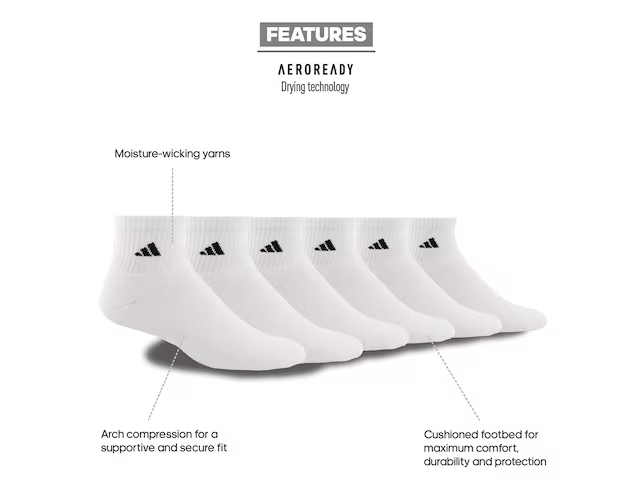 FEATURES
AEROREADY
Drying technology
Moisture-wicking yarns
Arch compression for a
supportive and secure fit
Cushioned footbed for
maximum comfort,
durability and protection